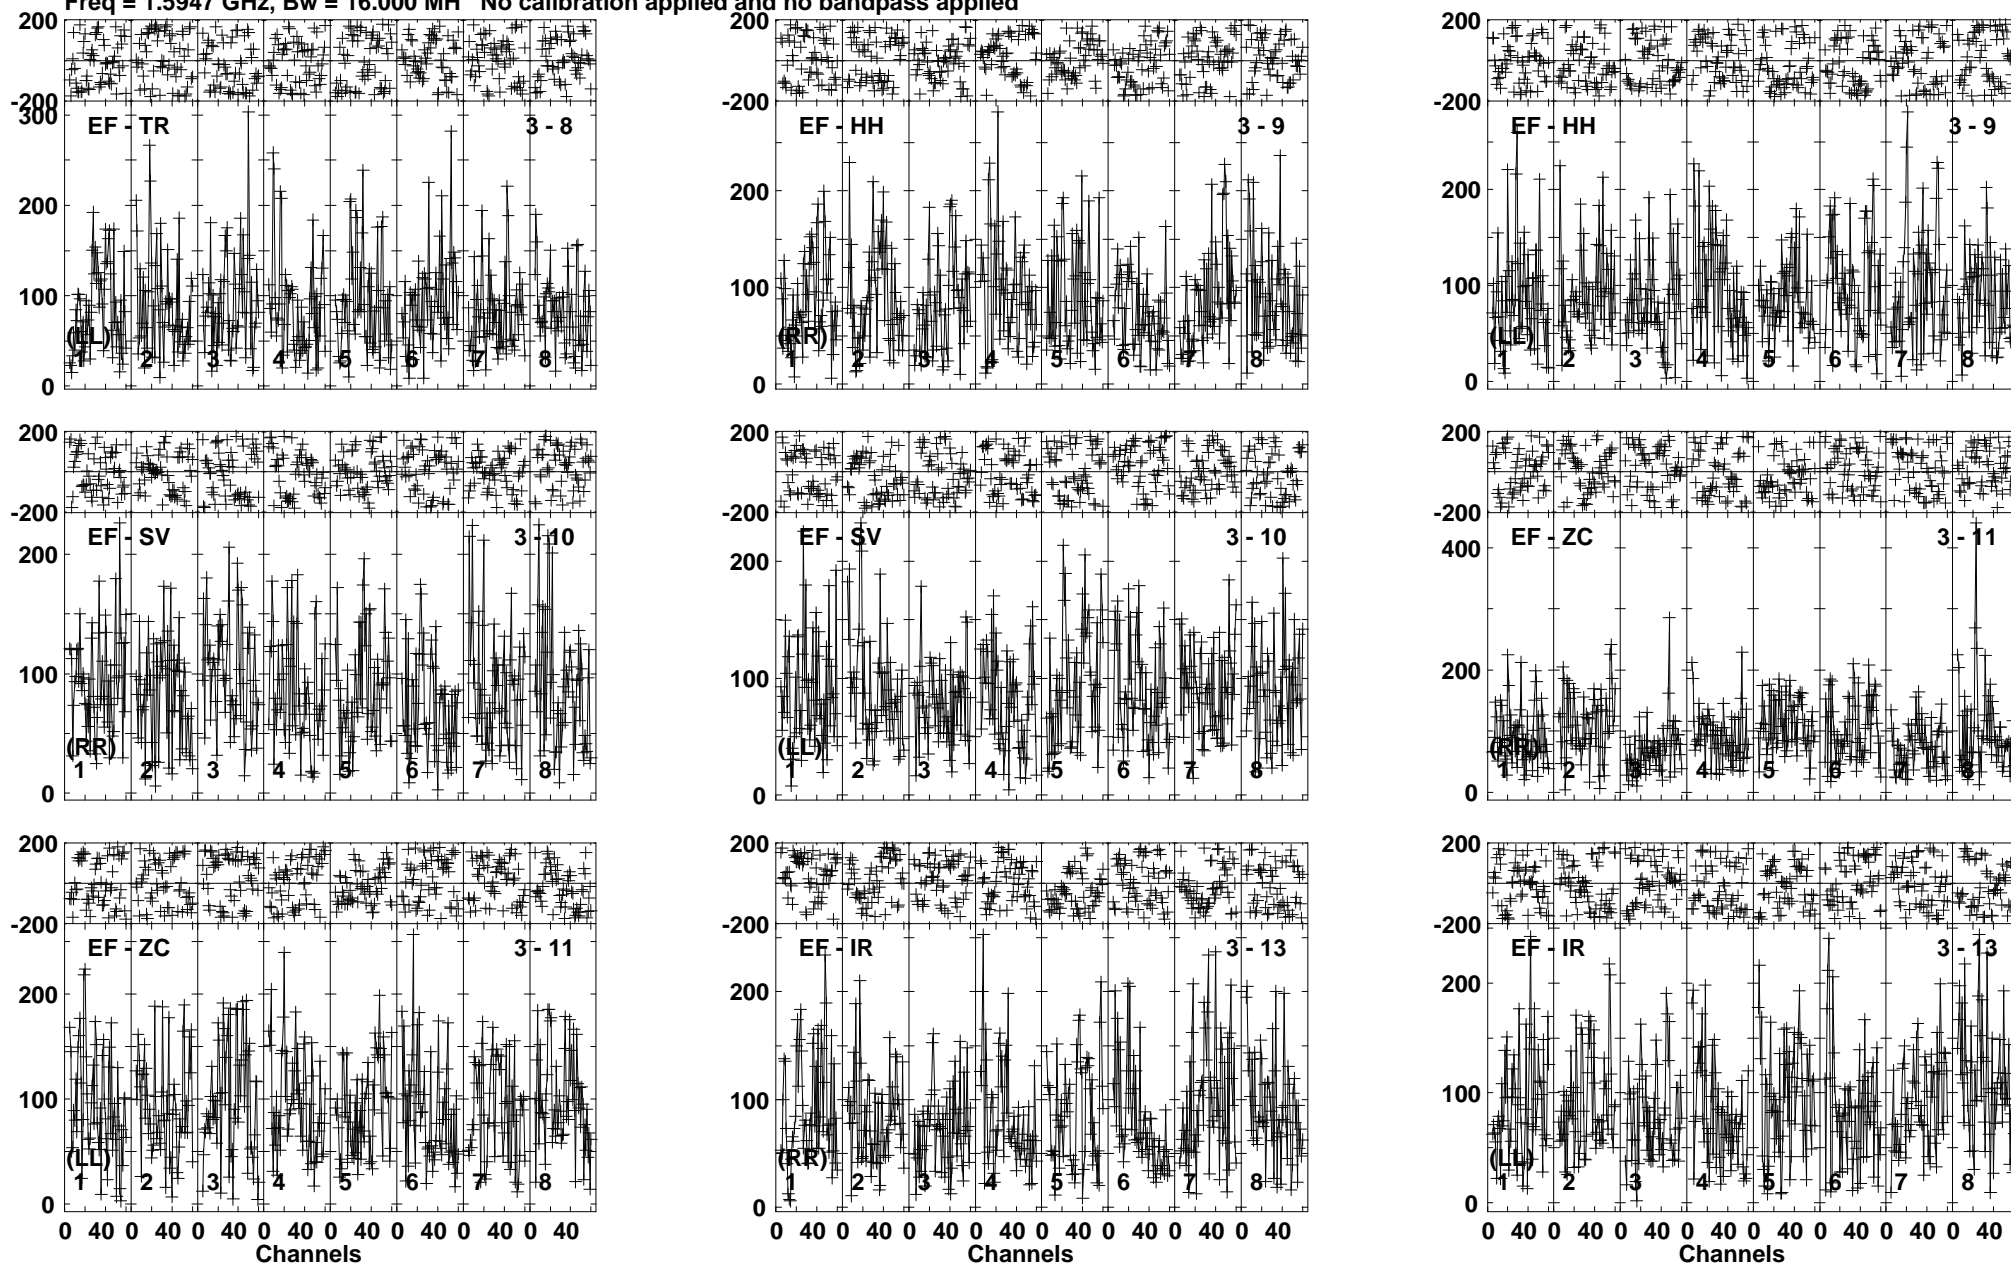 Freq = 1.5947 GHz, Bw = 16.000 MH No calibration applied and no bandpass applied
200 200 200
-200 -200 -200
300 EF - TR 3 - 8 EF - HH 3 - 9 EF - HH 3 - 9
200 200 200
100 100 100
(LL) (RR) (LL)
1 2 3 4 5 6 7 8 1 2 3 4 5 6 7 8 1 2 3 4 5 6 7 8
0 0 0
200 200 200
-200 -200 -200
EF - SV 3 - 10 EF - SV 3 - 10 EF - ZC 3 - 11
200 200 400
100 100 200
(RR) (LL) (RR)
1 2 3 4 5 6 7 8 1 2 3 4 5 6 7 8 1 2 3 4 5 6 7 8
0 0 0
200 200 200
-200 -200 -200
EF - ZC 3 - 11 EF - IR 3 - 13 EF - IR 3 - 13
200 200 200
100 100 100
(LL) (RR) (LL)
1 2 3 4 5 6 7 8 1 2 3 4 5 6 7 8 1 2 3 4 5 6 7 8
0 0 0
0 40 0 40 0 40 0 40 0 40 0 40 0 40 0 40 0 40 0 40 0 40 0 40 0 40 0 40 0 40 0 40 0 40 0 40 0 40 0 40 0 40 0 40 0 40 0 40
Channels Channels Channels